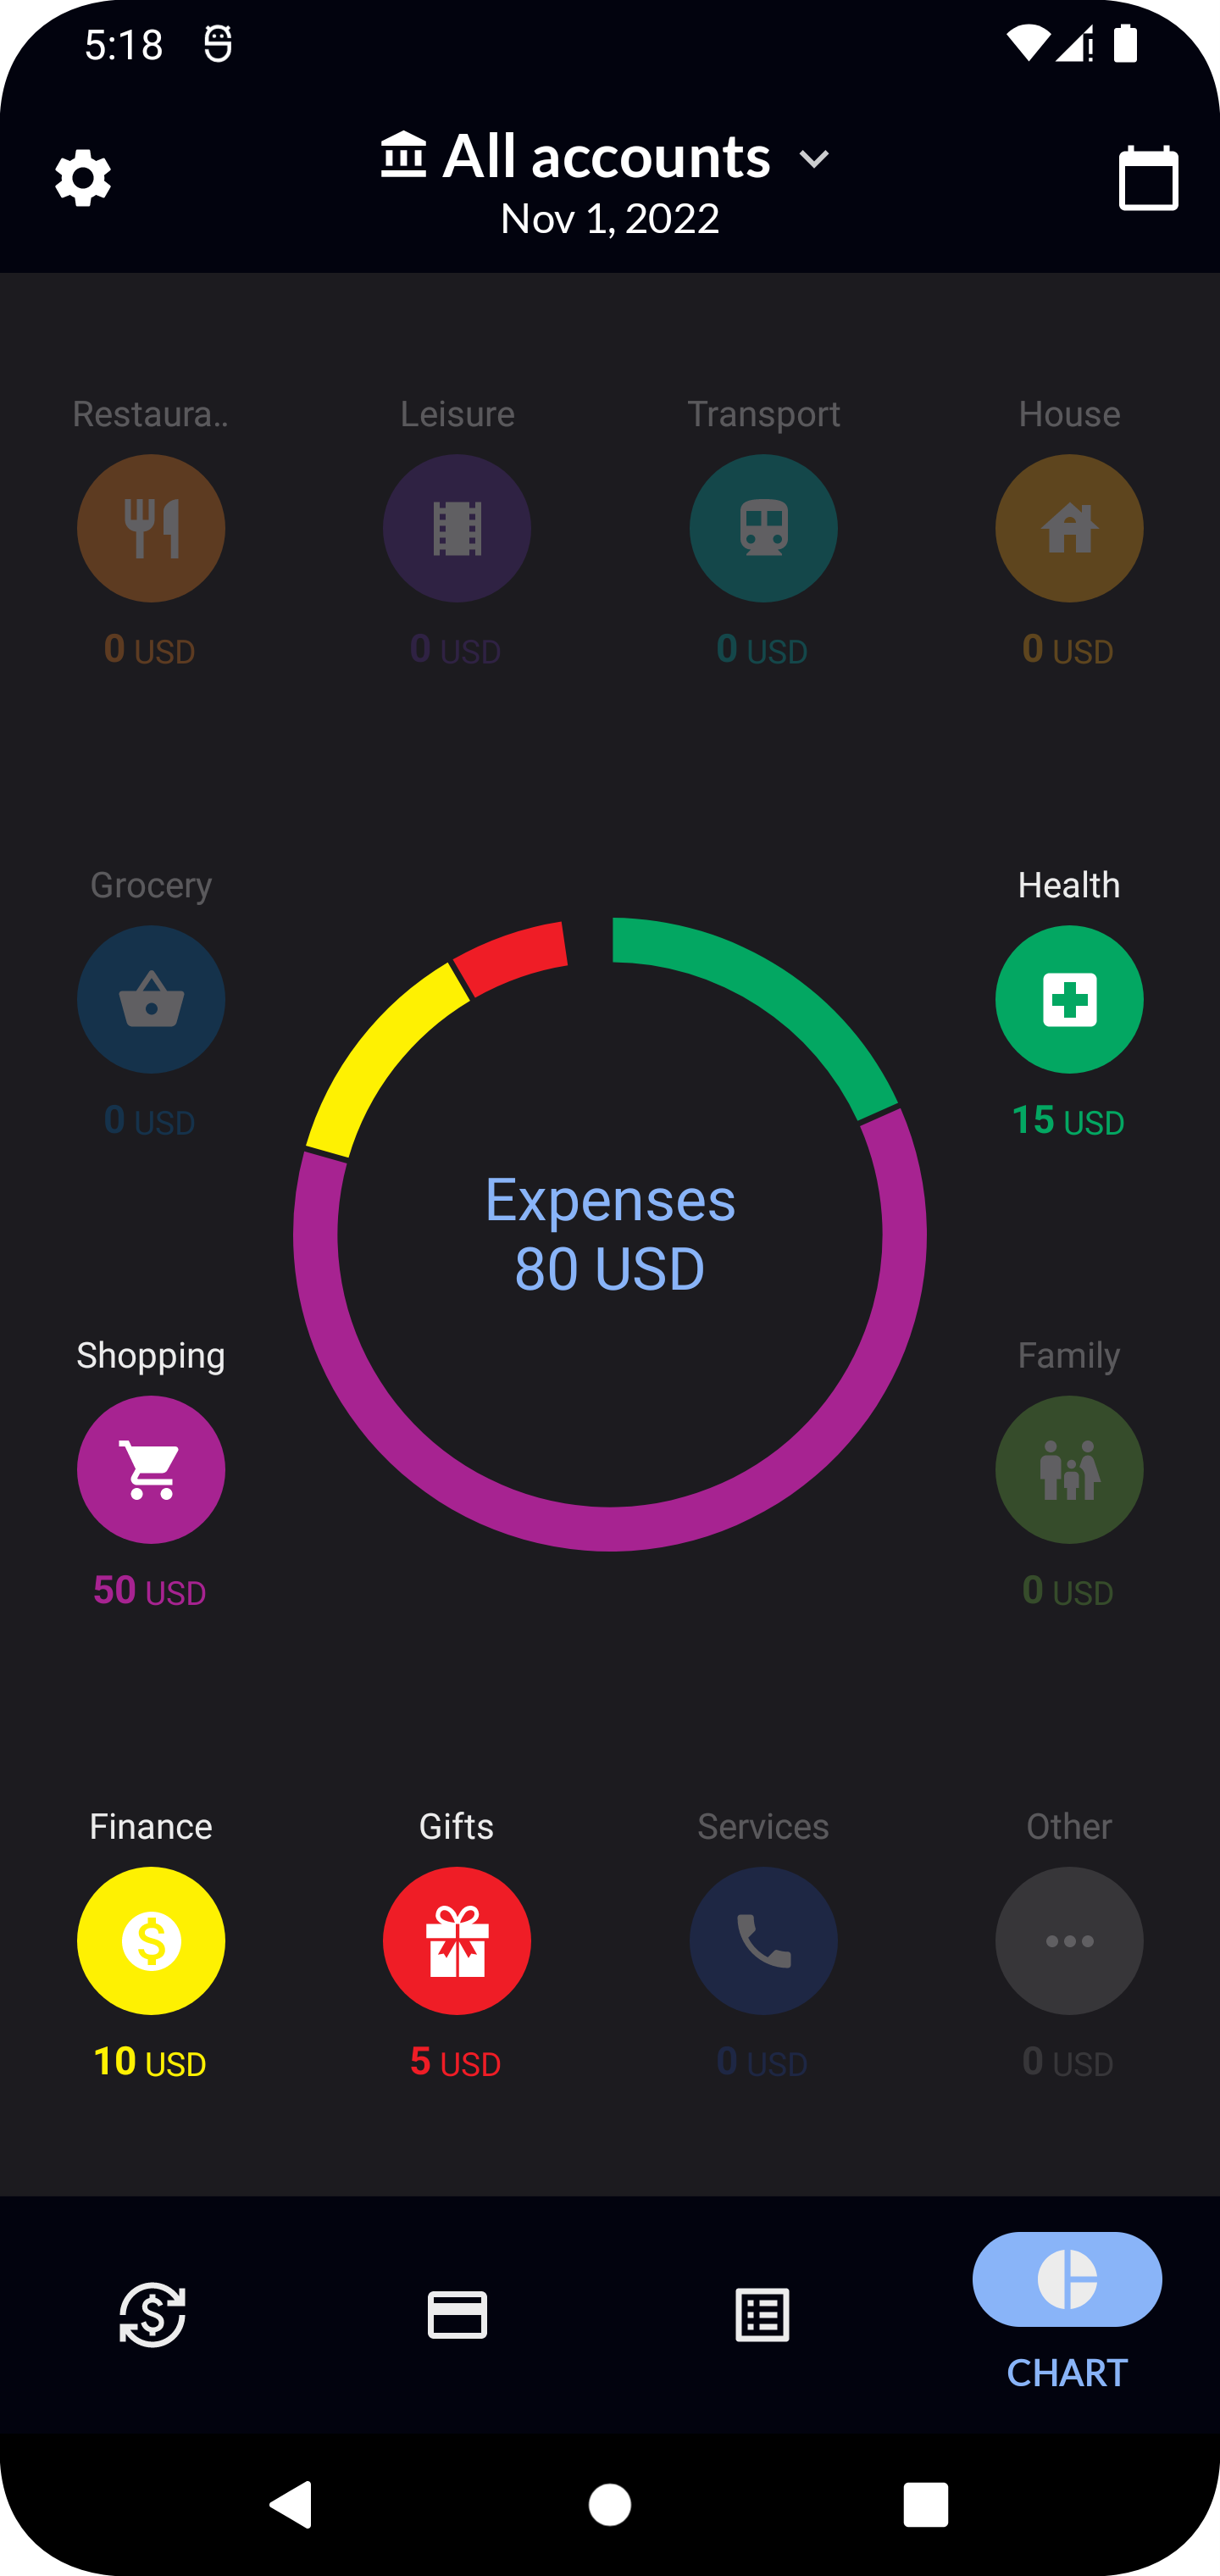 5:18
All accounts
Nov 1, 2022
Restaura..
Leisure
Transport
House
0 USD
0 USD
0 USD
0 USD
Grocery
Health
0 USD
15 USD
Expenses
80 USD
Shopping
Family
50 USD
0 USD
Finance
Gifts
Services
Other
10 USD
5 USD
0 USD
0 USD
CHART